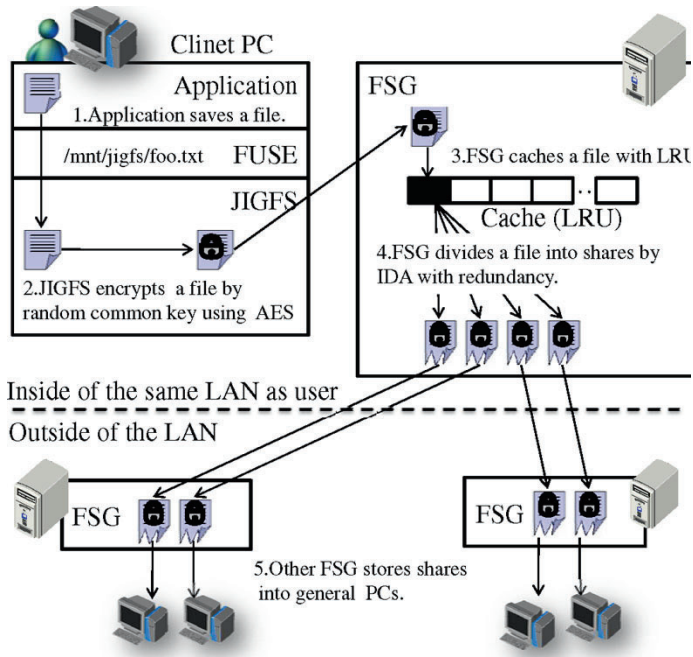 Clinet PC
Application
1.Application saves a file.
/mnt/jigfs/foo.txt FUSE
JIGFS
2.JIGFS encrypts a file by
random common key using AES
FSG
3.FSG caches a file with LRU
Cache (LRU)
4.FSG divides a file into shares by
IDA with redundancy.
Inside of the same LAN as user
Outside of the LAN
FSG
FSG
5.Other FSG stores shares
into general PCs.